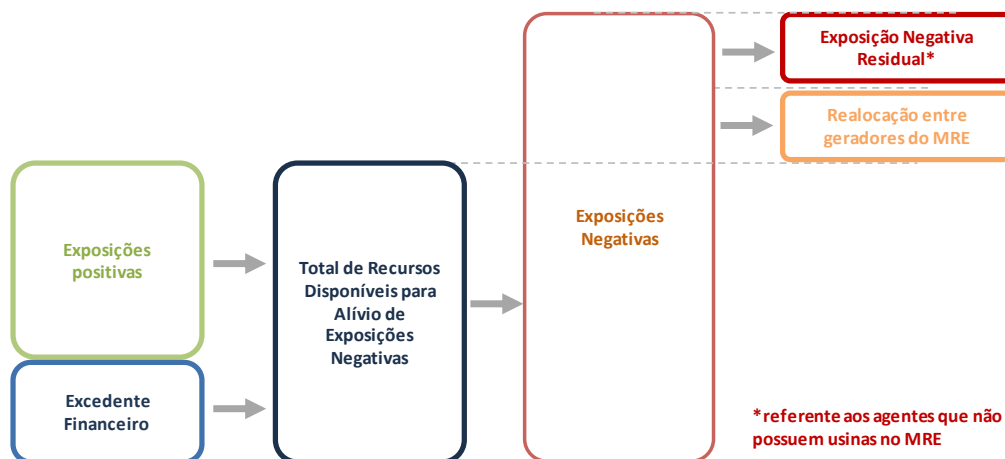 Exposição Negativa
Residual*
Realocação entre
geradores do MRE
Exposições
positivas
Total de Recursos
Disponíveis para
Alívio de
Exposições
Negativas
Exposições
Negativas
Excedente
Financeiro
*referente aos agentes que não
possuem usinas no MRE